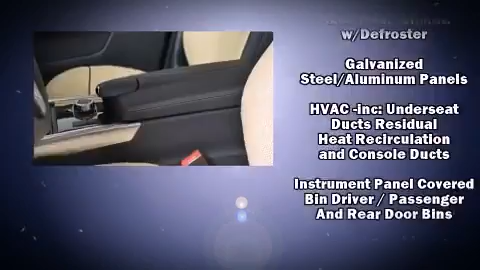 w/Defroster
Galvanized
Steel/Aluminum Panels
HVAC -inc: Underseat
Ducts Residual
Heat Recirculation
and Console Ducts
Instrument Panel Covered
Bin Driver / Passenger
And Rear Door Bins